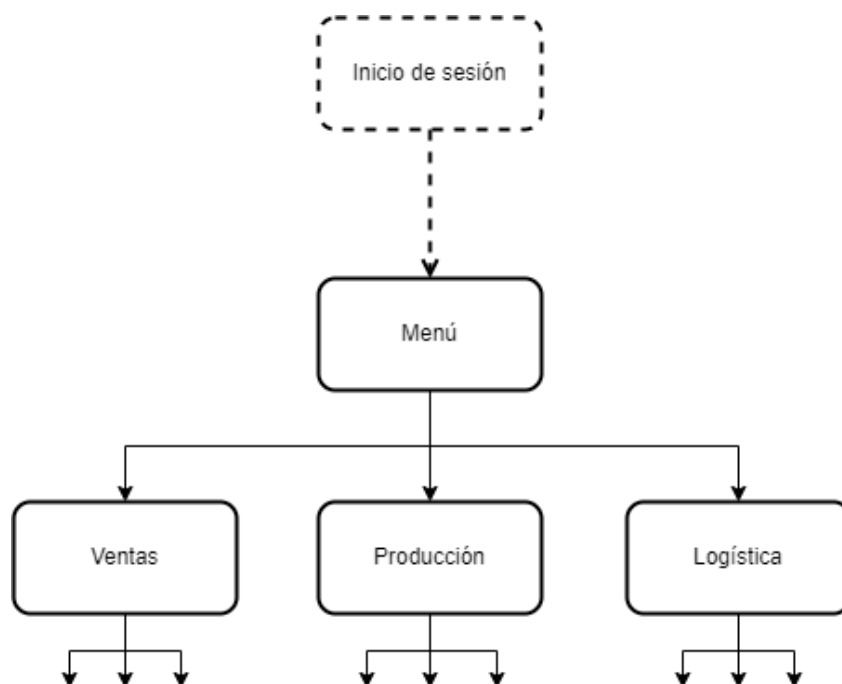 Inicio de sesión
Menú
Ventas
Producción
Logística